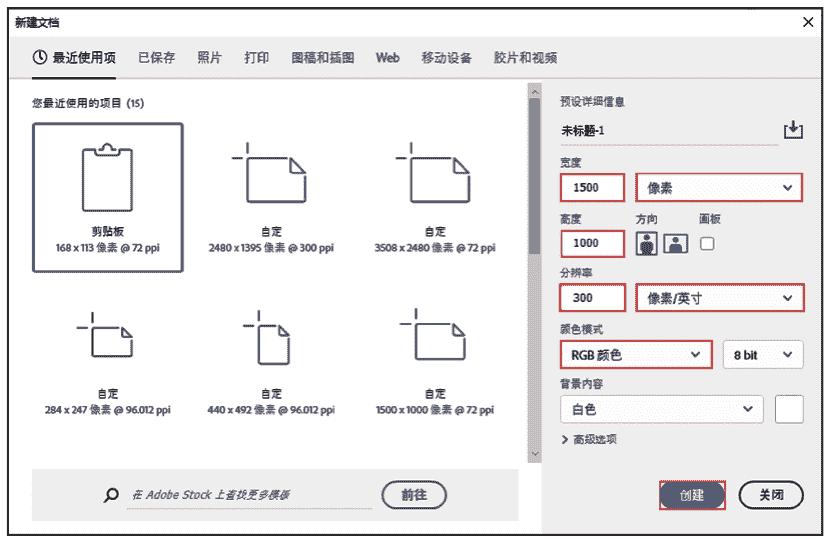 新建文档
最近使用项 已保存 照片 打印 图稿和插图 Web 移动设备 胶片和视频
您最近使用的项目 (15)
剪贴板
168 x 113 像素 @ 72 ppi
自定
2480 x 1395 像素 @ 300 ppi
自定
3508 x 2480 像素 @ 72 ppi
自定
284 x 247 像素 @ 96.012 ppi
自定
440 x 492 像素 @ 96.012 ppi
自定
1500 x 1000 像素 @ 72 ppi
在 Adobe Stock 上查找更多模板
前往
预设详细信息
未标题-1
宽度
1500 像素
高度 方向 画板
1000
分辨率
300 像素/英寸
颜色模式
RGB 颜色 8 bit
背景内容
白色
高级选项
创建 关闭